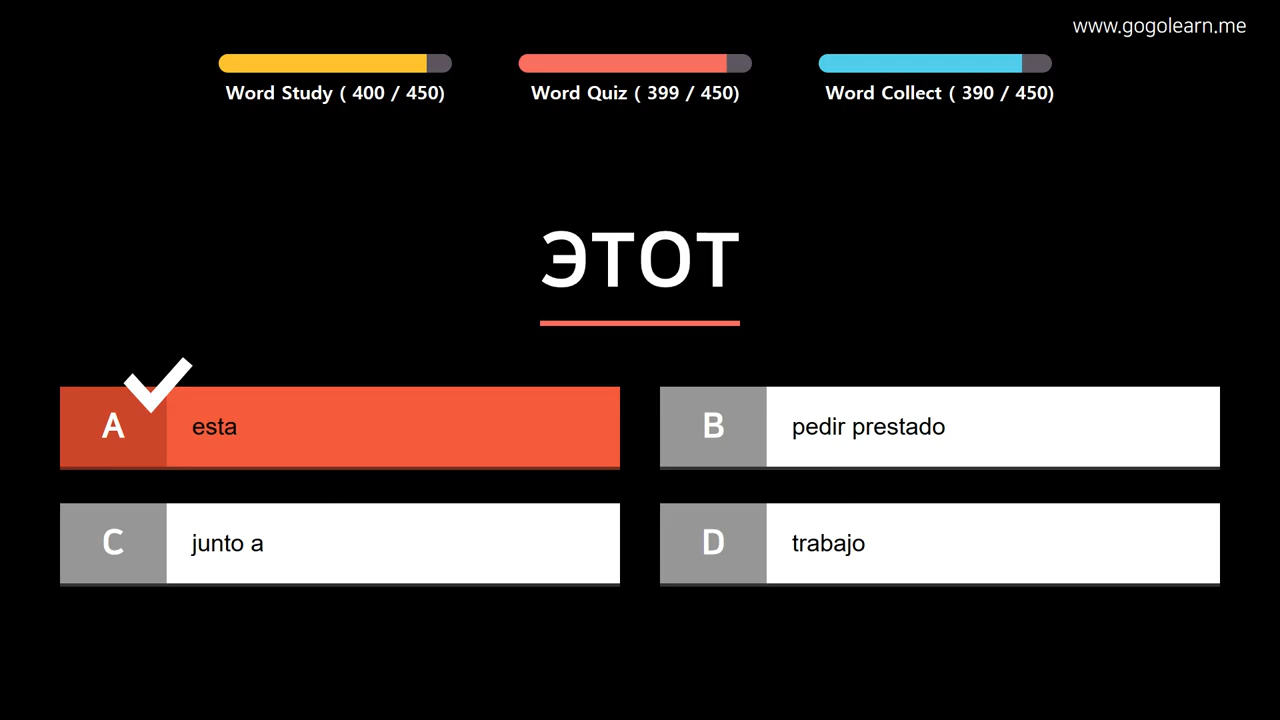 www.gogolearn.me
Word Study ( 400 / 450)
Word Quiz ( 399 / 450)
Word Collect ( 390 / 450)
этот
A
esta
B
pedir prestado
C
junto a
D
trabajo